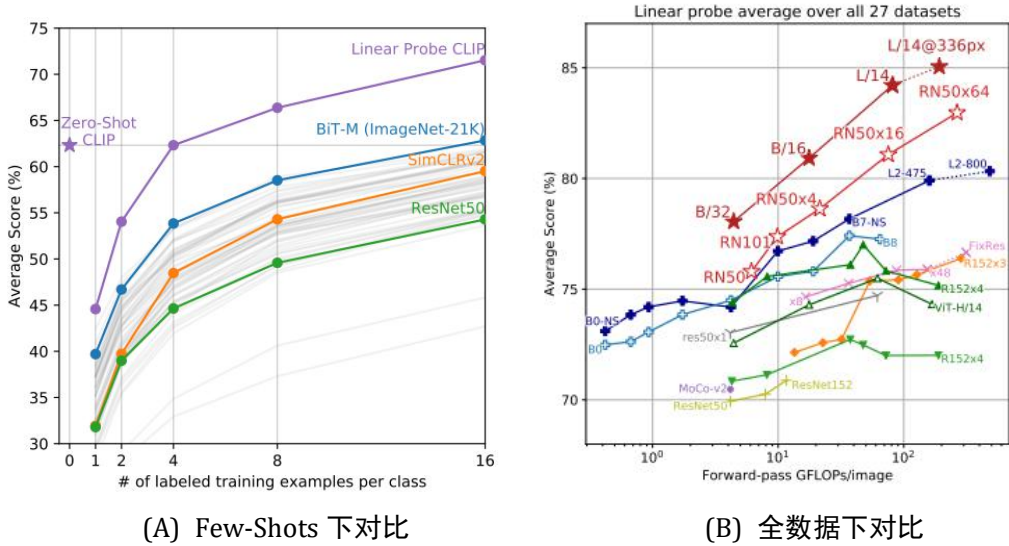 75
70
65
60
55
50
45
40
35
30
Average Score (%)
Linear Probe CLIP
Zero-Shot
CLIP
BiT-M (ImageNet-21K)
SimCLRv2
ResNet50
0 1 2 4 8 16
# of labeled training examples per class
(A) Few-Shots 下对比
Linear probe average over all 27 datasets
85
80
75
70
Average Score (%)
L/14@336px
L/14
RN50x64
B/16
RN50x16
L2-800
L2-475
RN50x4
B/32
B7-NS
RN101
B8
FixRes
R152x3
RN50
x48
x8
R152x4
B0-NS
ViT-H/14
res50x1
B0
R152x4
MoCo-v2
ResNet152
ResNet50
10⁰ 10¹ 10²
Forward-pass GFLOPs/image
(B) 全数据下对比